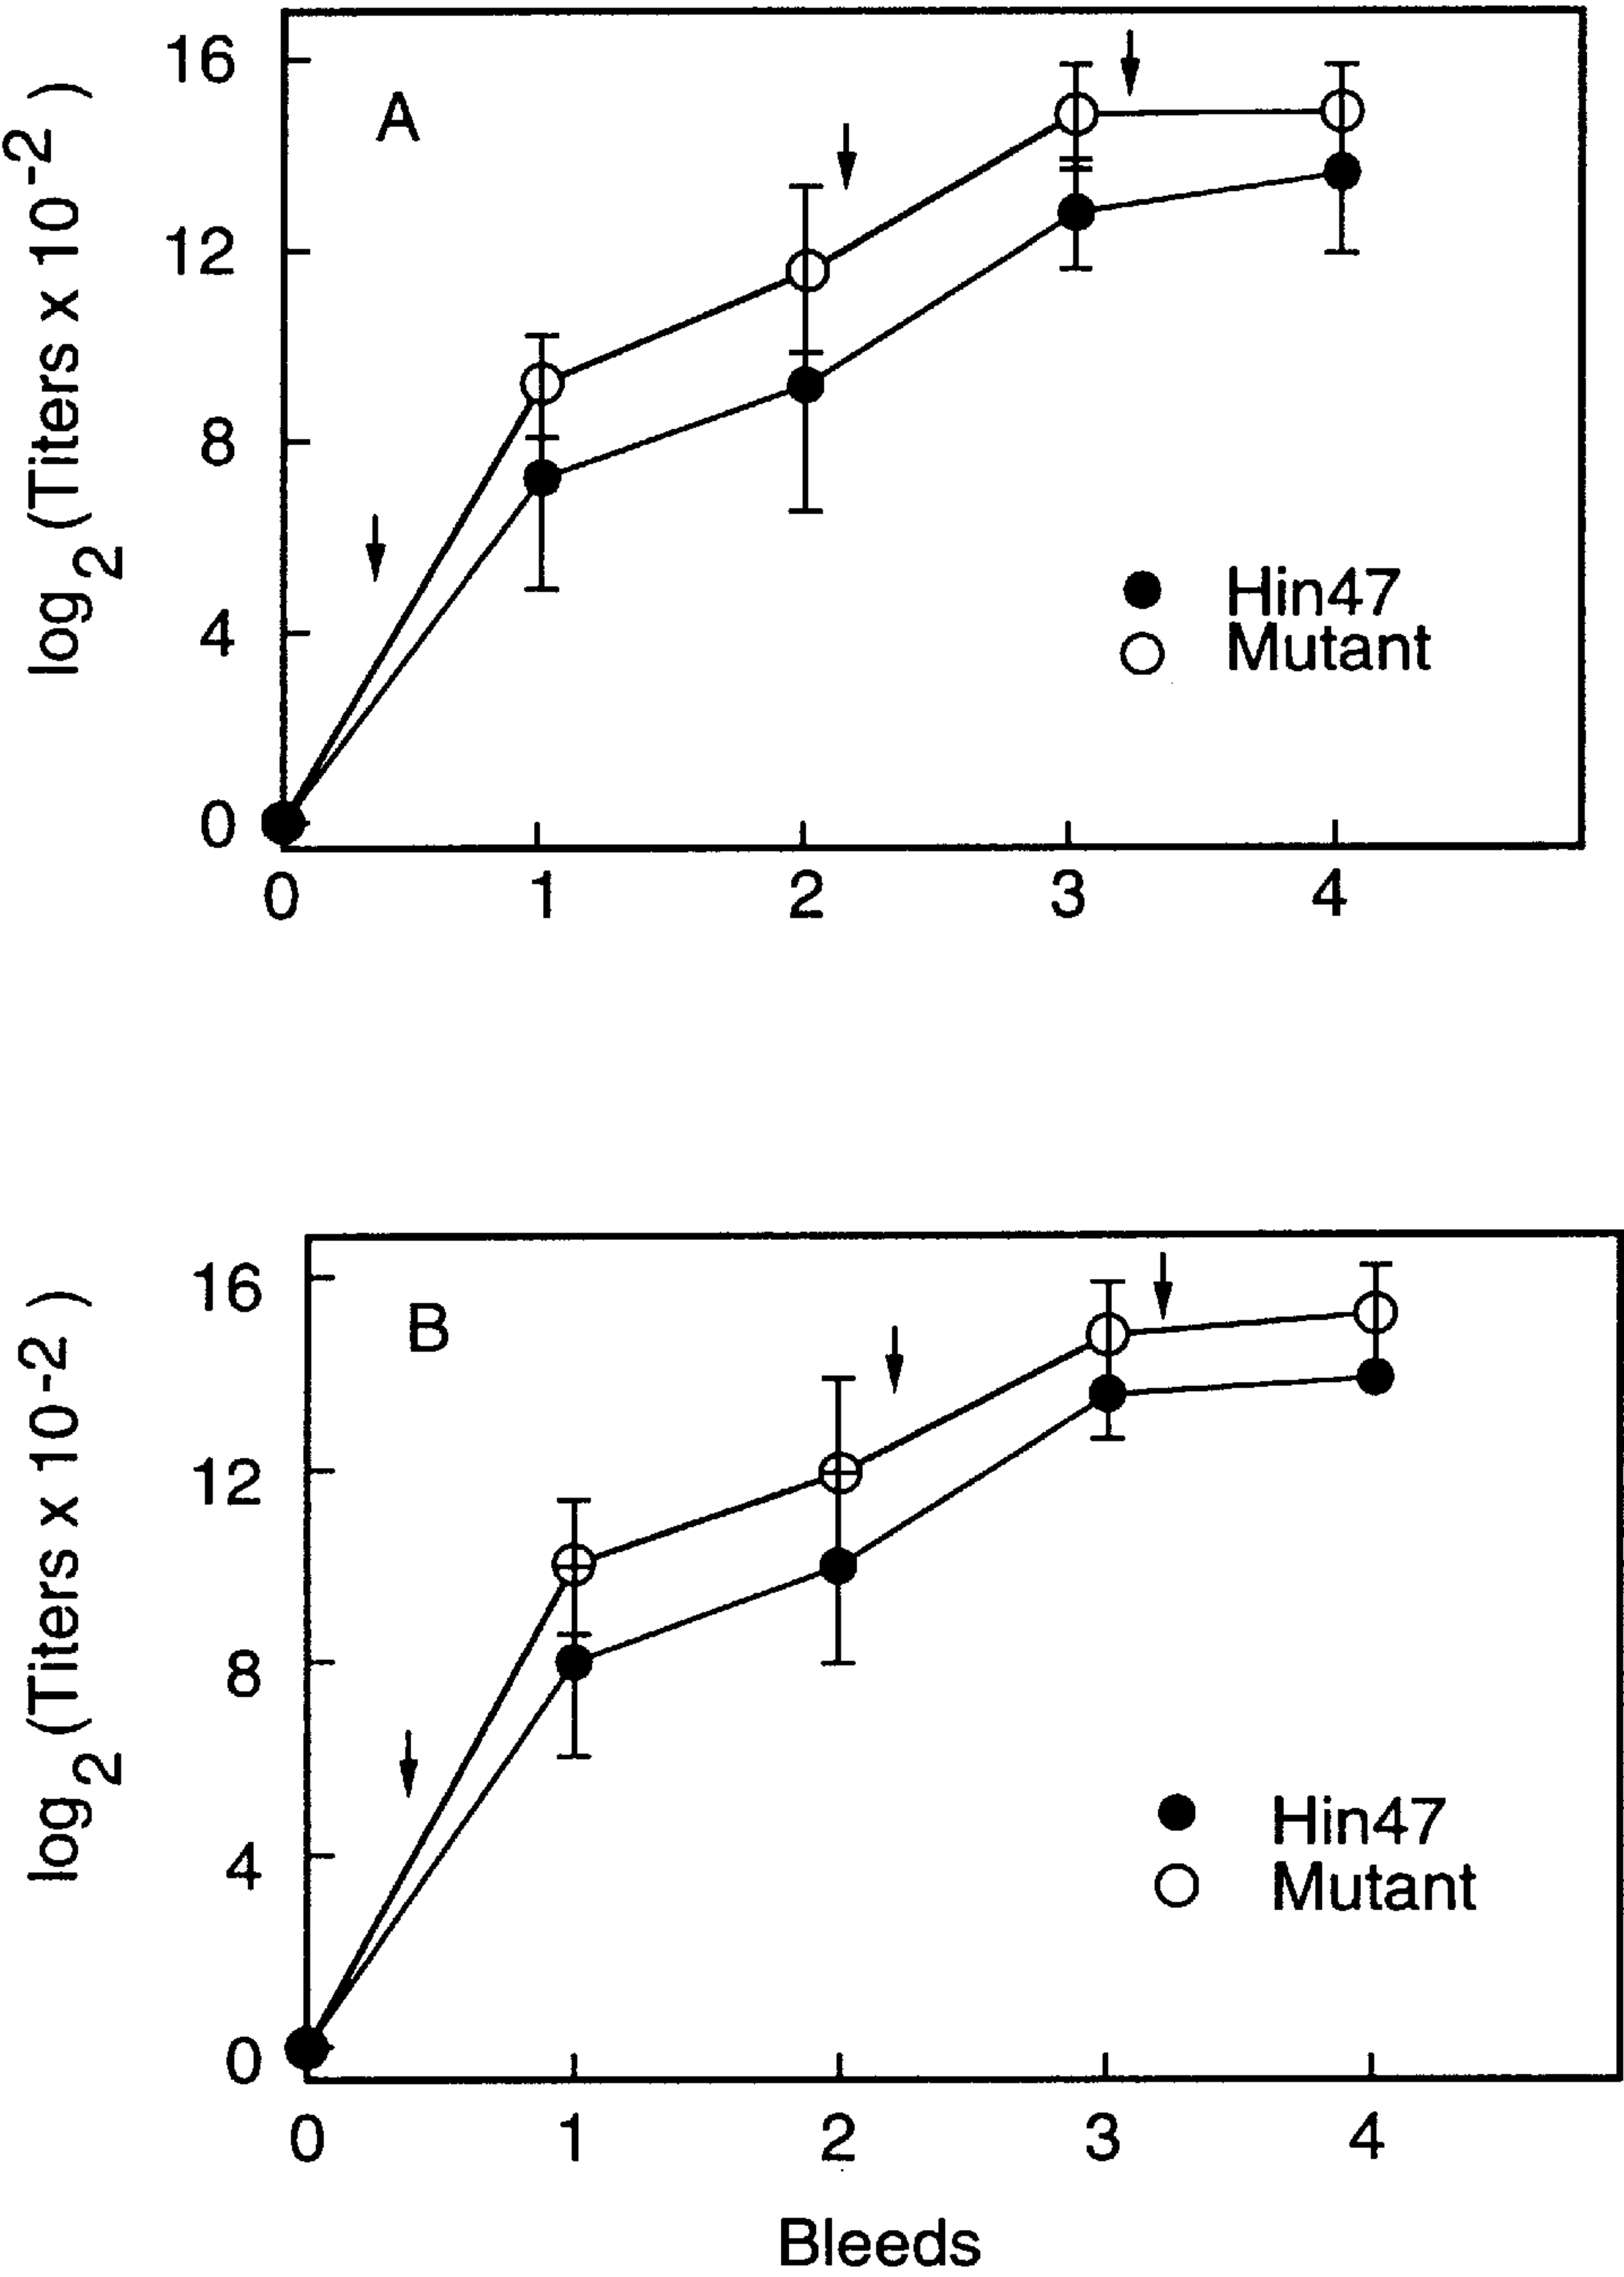 A
log2 (Titers x 10-2 )
16
12
8
4
0
Hin47
Mutant
0 1 2 3 4
B
log2 (Titers x 10-2 )
16
12
8
4
0
Hin47
Mutant
0 1 2 3 4
Bleeds